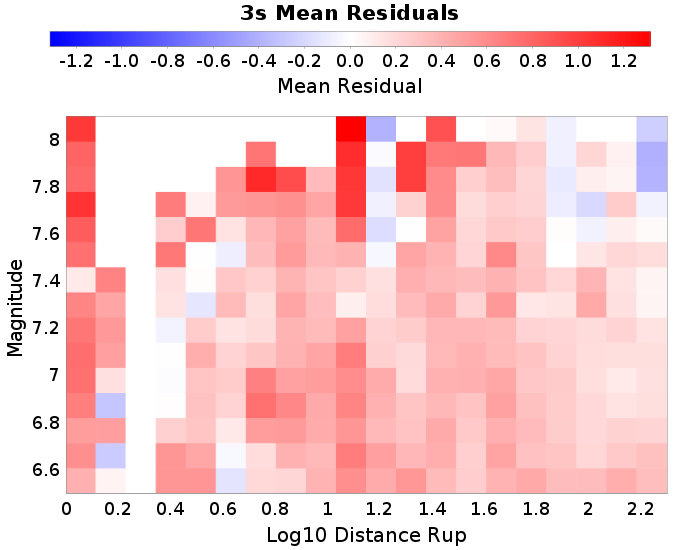 3s Mean Residuals
-1.2 -1.0 -0.8 -0.6 -0.4 -0.2 0.0 0.2 0.4 0.6 0.8 1.0 1.2
Mean Residual
8
7.8
7.6
7.4
7.2
7
6.8
6.6
Magnitude
0 0.2 0.4 0.6 0.8 1 1.2 1.4 1.6 1.8 2 2.2
Log10 Distance Rup